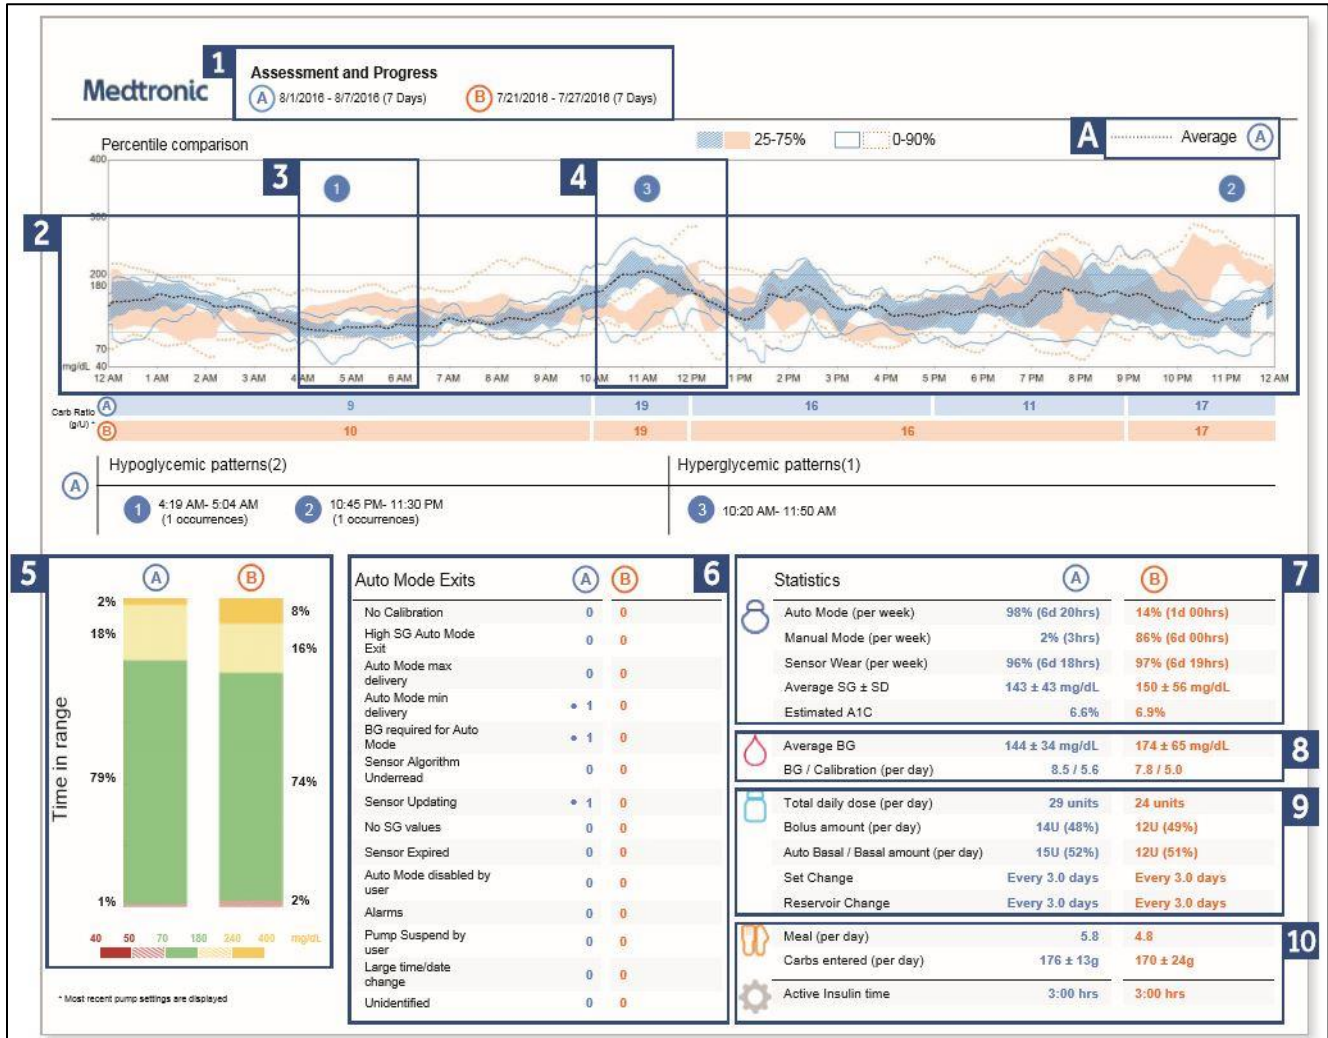 1
Medtronic
Assessment and Progress
A 8/1/2016 - 8/7/2016 (7 Days) B 7/21/2016 - 7/27/2016 (7 Days)
Percentile comparison
25-75% 0-90%
A Average A
400
3 1 4 3 2
2
300
200
180
70
mg/dL 40
12 AM 1 AM 2 AM 3 AM 4 AM 5 AM 6 AM 7 AM 8 AM 9 AM 10 AM 11 AM 12 PM 1 PM 2 PM 3 PM 4 PM 5 PM 6 PM 7 PM 8 PM 9 PM 10 PM 11 PM 12 AM
Carb Ratio
(g/U) *
A 9 19 16 11 17
B 10 19 16 17
A
Hypoglycemic patterns(2)
1 4:19 AM- 5:04 AM
(1 occurrences)
2 10:45 PM- 11:30 PM
(1 occurrences)
Hyperglycemic patterns(1)
3 10:20 AM- 11:50 AM
5
A B
Time in range
2% 8%
18% 16%
79% 74%
1% 2%
40 50 70 180 240 400 mg/dL
* Most recent pump settings are displayed
6
Auto Mode Exits A B
No Calibration 0 0
High SG Auto Mode
Exit 0 0
Auto Mode max
delivery 0 0
Auto Mode min
delivery • 1 0
BG required for Auto
Mode • 1 0
Sensor Algorithm
Underread 0 0
Sensor Updating • 1 0
No SG values 0 0
Sensor Expired 0 0
Auto Mode disabled by
user 0 0
Alarms 0 0
Pump Suspend by
user 0 0
Large time/date
change 0 0
Unidentified 0 0
7
Statistics A B
Auto Mode (per week) 98% (6d 20hrs) 14% (1d 00hrs)
Manual Mode (per week) 2% (3hrs) 86% (6d 00hrs)
Sensor Wear (per week) 96% (6d 18hrs) 97% (6d 19hrs)
Average SG ± SD 143 ± 43 mg/dL 150 ± 56 mg/dL
Estimated A1C 6.6% 6.9%
8
Average BG 144 ± 34 mg/dL 174 ± 65 mg/dL
BG / Calibration (per day) 8.5 / 5.6 7.8 / 5.0
9
Total daily dose (per day) 29 units 24 units
Bolus amount (per day) 14U (48%) 12U (49%)
Auto Basal / Basal amount (per day) 15U (52%) 12U (51%)
Set Change Every 3.0 days Every 3.0 days
Reservoir Change Every 3.0 days Every 3.0 days
10
Meal (per day) 5.8 4.8
Carbs entered (per day) 176 ± 13g 170 ± 24g
Active Insulin time 3:00 hrs 3:00 hrs